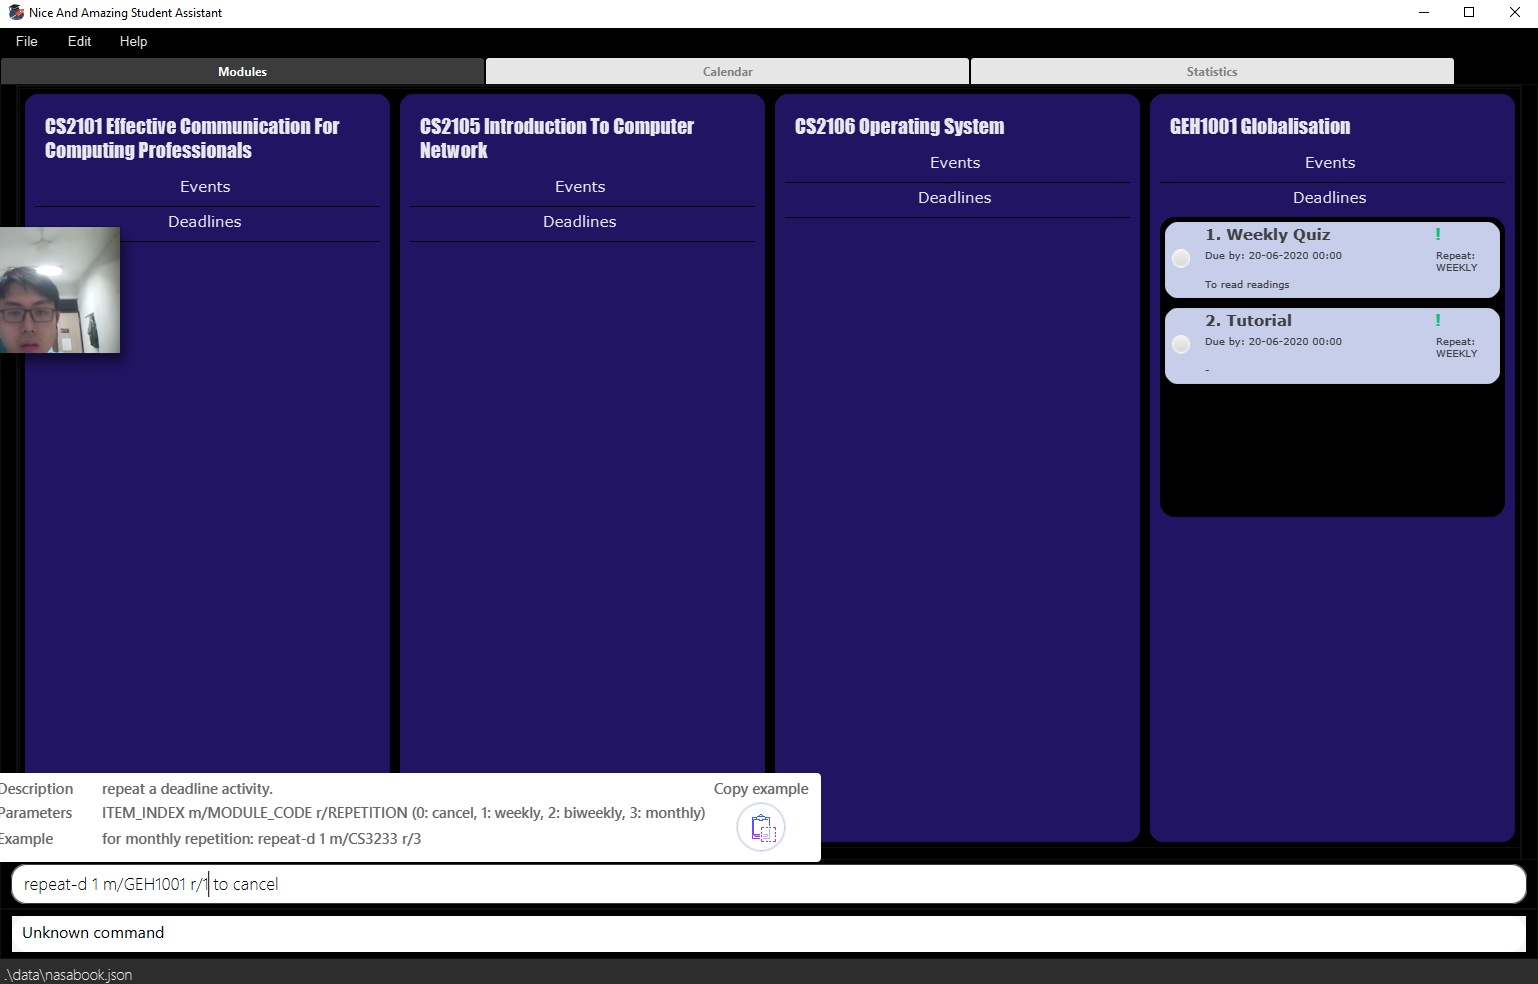 Nice And Amazing Student Assistant
File Edit Help
Modules Calendar Statistics
CS2101 Effective Communication For
Computing Professionals
Events
Deadlines
CS2105 Introduction To Computer
Network
Events
Deadlines
CS2106 Operating System
Events
Deadlines
GEH1001 Globalisation
Events
Deadlines
1. Weekly Quiz !
Due by: 20-06-2020 00:00
Repeat:
WEEKLY
To read readings
2. Tutorial !
Due by: 20-06-2020 00:00
Repeat:
WEEKLY
-
Description repeat a deadline activity. Copy example
Parameters ITEM_INDEX m/MODULE_CODE r/REPETITION (0: cancel, 1: weekly, 2: biweekly, 3: monthly)
Example for monthly repetition: repeat-d 1 m/CS3233 r/3
repeat-d 1 m/GEH1001 r/1 to cancel
Unknown command
.\data\nasabook.json